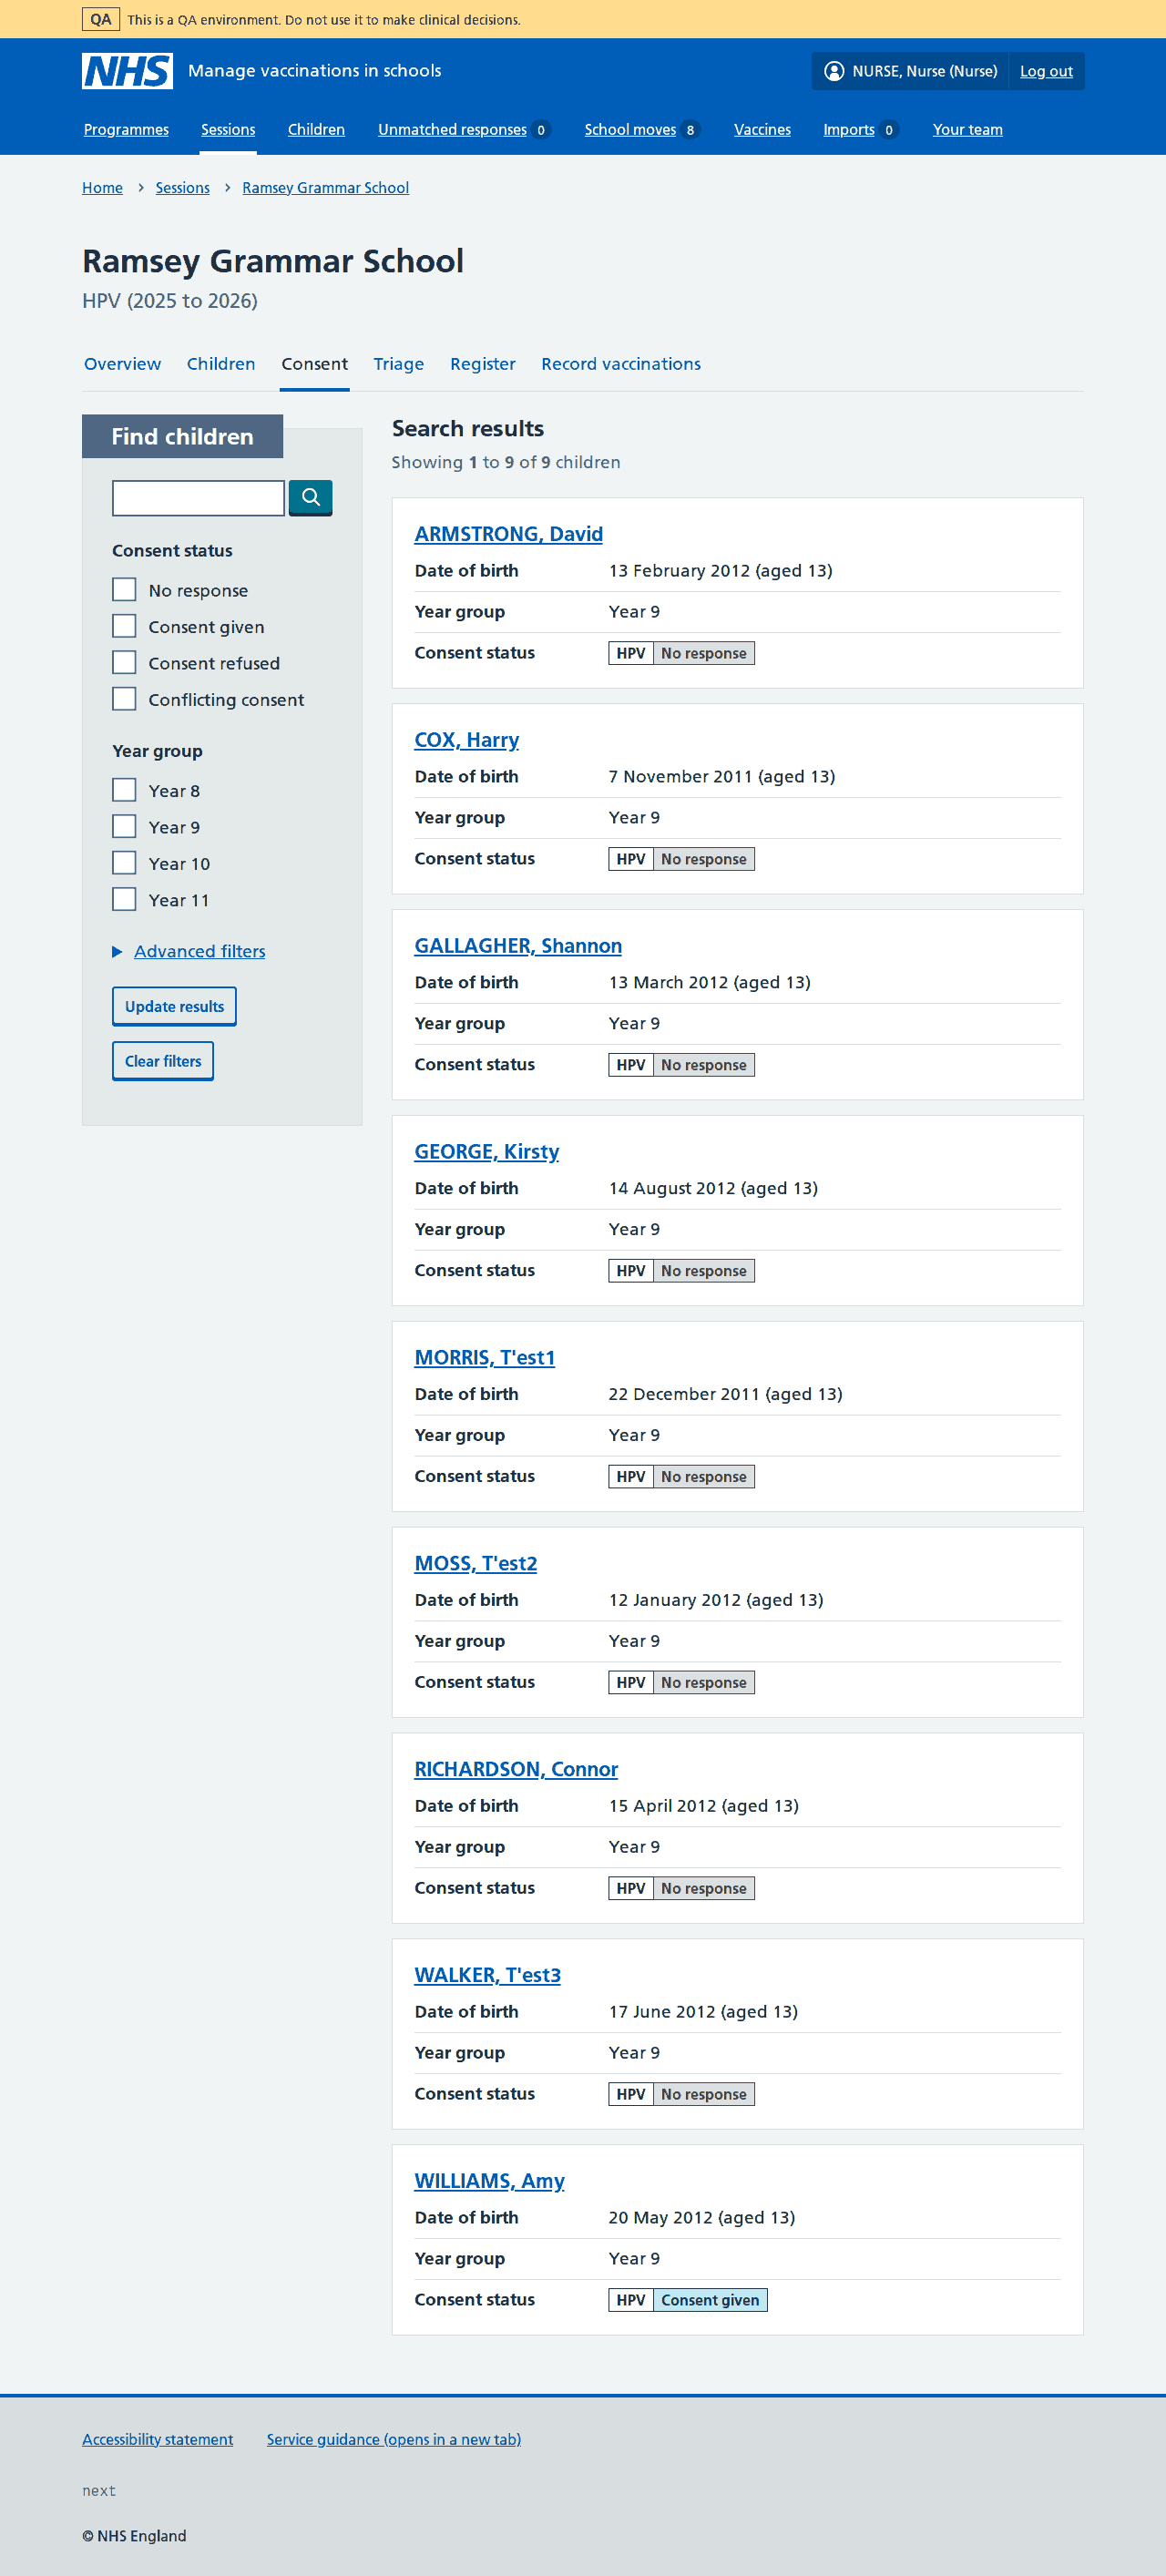 QA This is a QA environment. Do not use it to make clinical decisions.
NHS Manage vaccinations in schools NURSE, Nurse (Nurse) Log out
Programmes Sessions Children Unmatched responses 0 School moves 8 Vaccines Imports 0 Your team
Home › Sessions › Ramsey Grammar School
Ramsey Grammar School
HPV (2025 to 2026)
Overview Children Consent Triage Register Record vaccinations
Find children
Consent status
No response
Consent given
Consent refused
Conflicting consent
Year group
Year 8
Year 9
Year 10
Year 11
Advanced filters
Update results
Clear filters
Search results
Showing 1 to 9 of 9 children
ARMSTRONG, David
Date of birth 13 February 2012 (aged 13)
Year group Year 9
Consent status HPV No response
COX, Harry
Date of birth 7 November 2011 (aged 13)
Year group Year 9
Consent status HPV No response
GALLAGHER, Shannon
Date of birth 13 March 2012 (aged 13)
Year group Year 9
Consent status HPV No response
GEORGE, Kirsty
Date of birth 14 August 2012 (aged 13)
Year group Year 9
Consent status HPV No response
MORRIS, T'est1
Date of birth 22 December 2011 (aged 13)
Year group Year 9
Consent status HPV No response
MOSS, T'est2
Date of birth 12 January 2012 (aged 13)
Year group Year 9
Consent status HPV No response
RICHARDSON, Connor
Date of birth 15 April 2012 (aged 13)
Year group Year 9
Consent status HPV No response
WALKER, T'est3
Date of birth 17 June 2012 (aged 13)
Year group Year 9
Consent status HPV No response
WILLIAMS, Amy
Date of birth 20 May 2012 (aged 13)
Year group Year 9
Consent status HPV Consent given
Accessibility statement Service guidance (opens in a new tab)
next
© NHS England